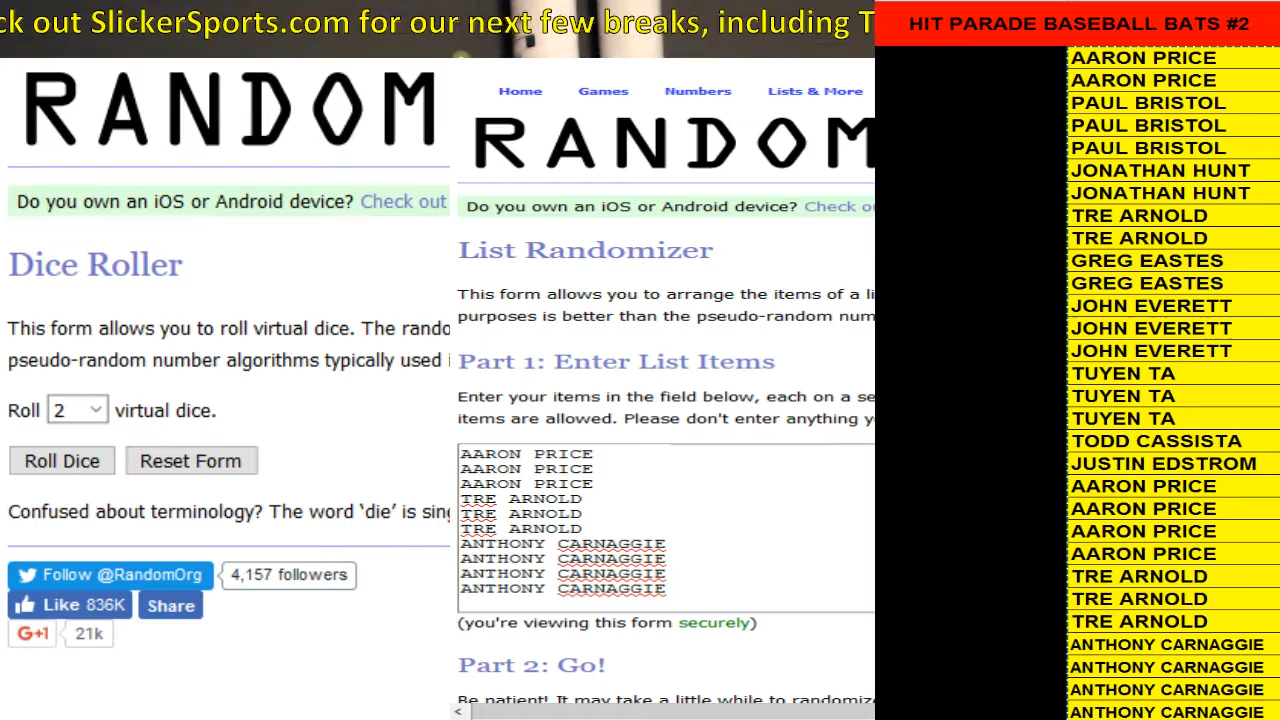 ck out SlickerSports.com for our next few breaks, including T
HIT PARADE BASEBALL BATS #2
RANDOM
Do you own an iOS or Android device? Check out
Dice Roller
This form allows you to roll virtual dice. The rando
pseudo-random number algorithms typically used i
Roll 2 virtual dice.
Roll Dice Reset Form
Confused about terminology? The word ‘die’ is sing
Follow @RandomOrg 4,157 followers
Like 836K Share
G+1 21k
Home Games Numbers Lists & More
RANDOM
Do you own an iOS or Android device? Check ou
List Randomizer
This form allows you to arrange the items of a li
purposes is better than the pseudo-random num
Part 1: Enter List Items
Enter your items in the field below, each on a se
items are allowed. Please don't enter anything y
AARON PRICE
AARON PRICE
AARON PRICE
TRE ARNOLD
TRE ARNOLD
TRE ARNOLD
ANTHONY CARNAGGIE
ANTHONY CARNAGGIE
ANTHONY CARNAGGIE
ANTHONY CARNAGGIE
(you're viewing this form securely)
Part 2: Go!
Be patient! It may take a little while to randomize
AARON PRICE
AARON PRICE
PAUL BRISTOL
PAUL BRISTOL
PAUL BRISTOL
JONATHAN HUNT
JONATHAN HUNT
TRE ARNOLD
TRE ARNOLD
GREG EASTES
GREG EASTES
JOHN EVERETT
JOHN EVERETT
JOHN EVERETT
TUYEN TA
TUYEN TA
TUYEN TA
TODD CASSISTA
JUSTIN EDSTROM
AARON PRICE
AARON PRICE
AARON PRICE
AARON PRICE
TRE ARNOLD
TRE ARNOLD
TRE ARNOLD
ANTHONY CARNAGGIE
ANTHONY CARNAGGIE
ANTHONY CARNAGGIE
ANTHONY CARNAGGIE